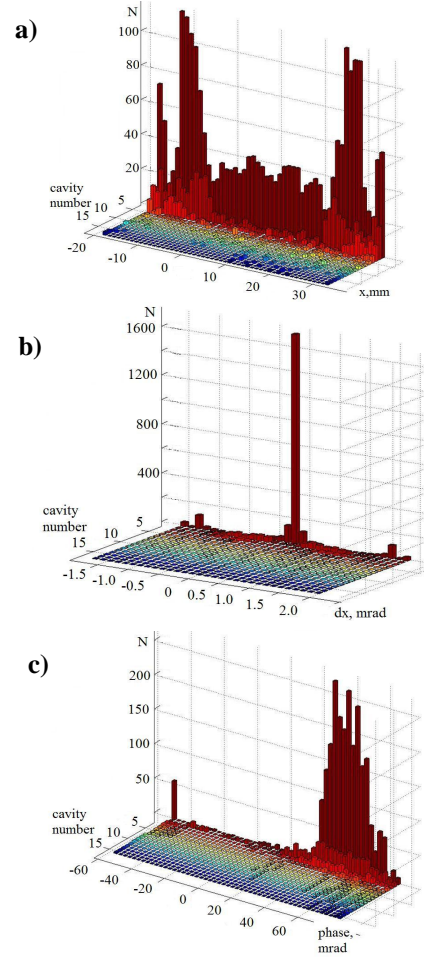 a)
N
100
80
60
40
20
cavity
number
5
10
15
-20
-10
0
10
20
30
x,mm
b)
N
1600
1200
800
400
cavity
number
5
10
15
-1.5
-1.0
-0.5
0
0.5
1.0
1.5
2.0
dx, mrad
c)
N
200
150
100
50
cavity
number
5
10
15
-60
-40
-20
0
20
40
60
phase,
mrad